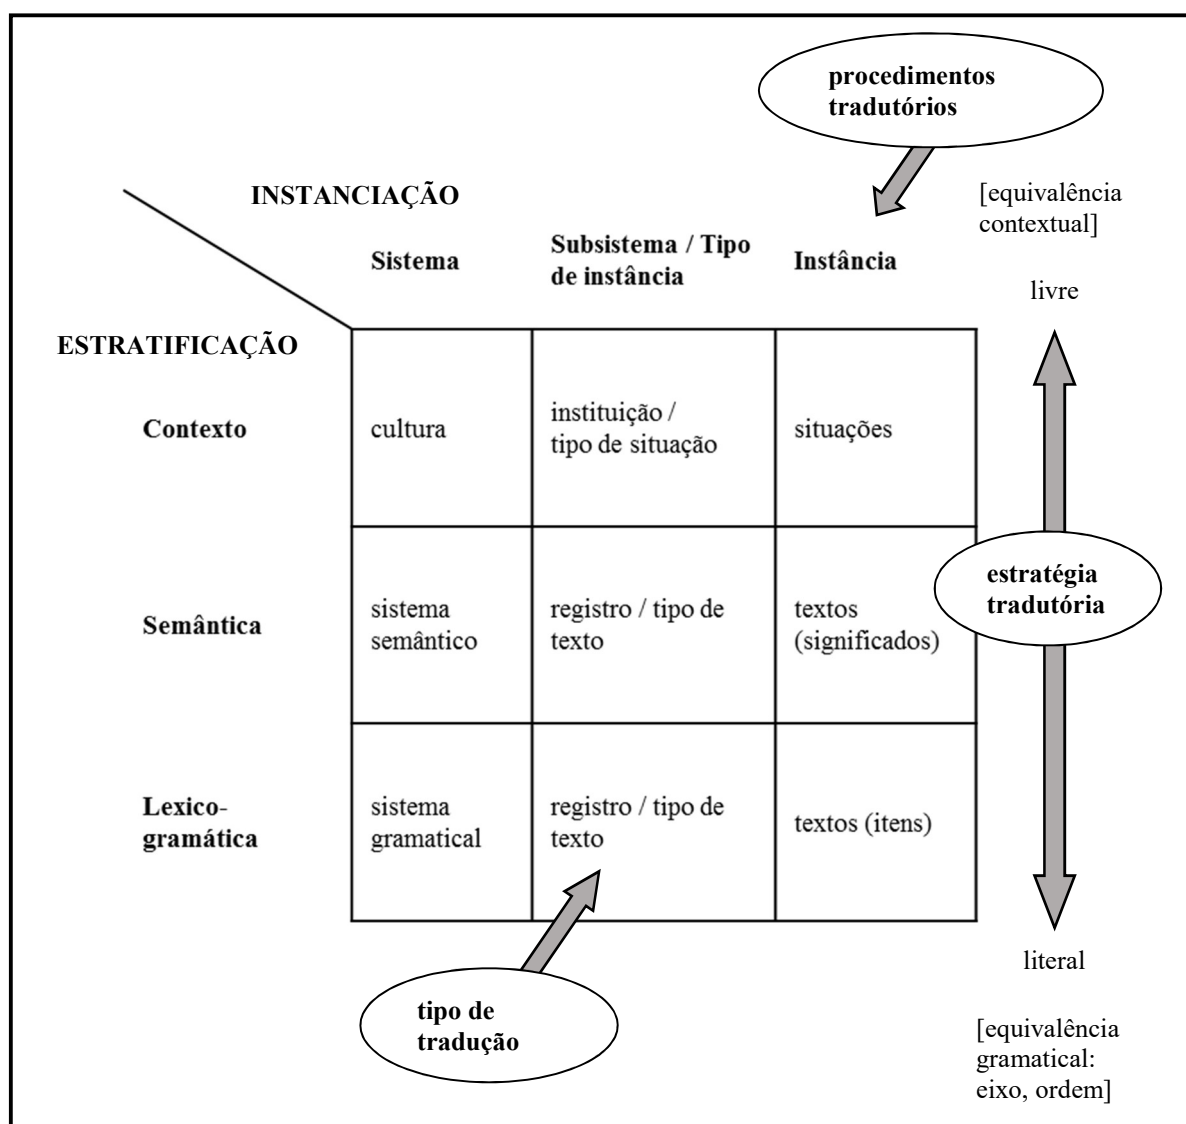 procedimentos
tradutórios
[equivalência
contextual]
INSTANCIAÇÃO
Sistema
Subsistema / Tipo
de instância
Instância
livre
ESTRATIFICAÇÃO
Contexto
cultura
instituição /
tipo de situação
situações
estratégia
tradutória
Semântica
sistema
semântico
registro / tipo de
texto
textos
(significados)
Lexico-
gramática
sistema
gramatical
registro / tipo de
texto
textos (itens)
literal
tipo de
tradução
[equivalência
gramatical:
eixo, ordem]